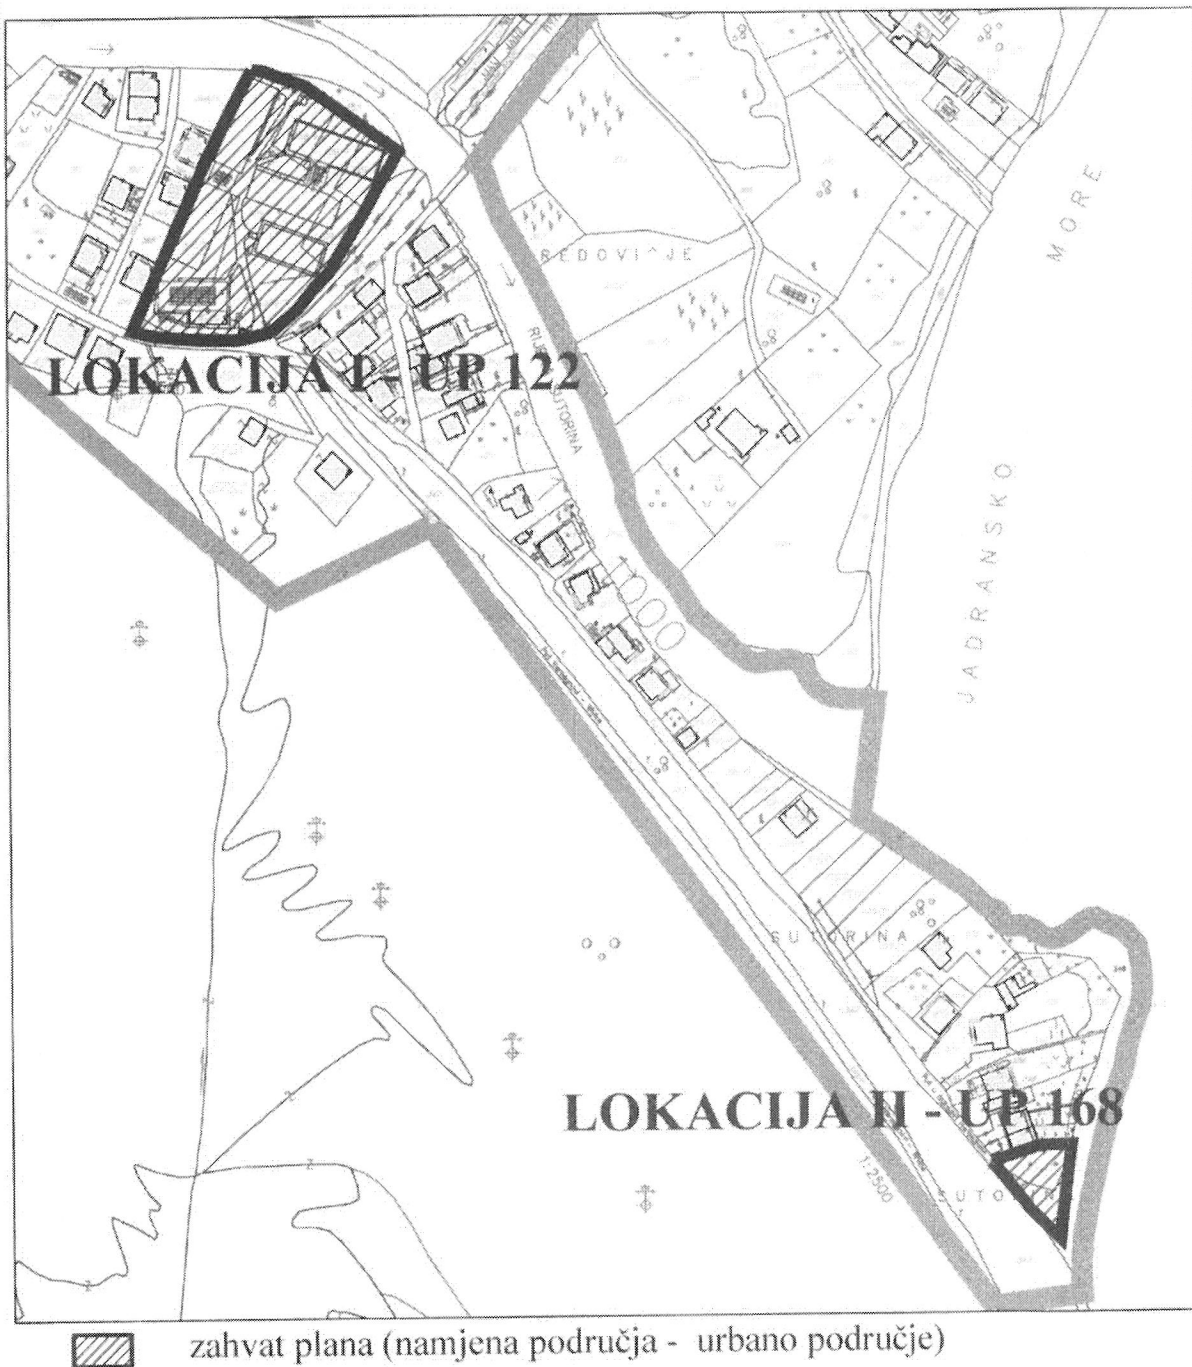 MORE
REDOVI^JE
LOKACIJA I - UP 122
SUTORINA
JADRANSKO
1000
SUTORINA
LOKACIJA II - UP 168
1:2500
zahvat plana (namjena područja - urbano područje)